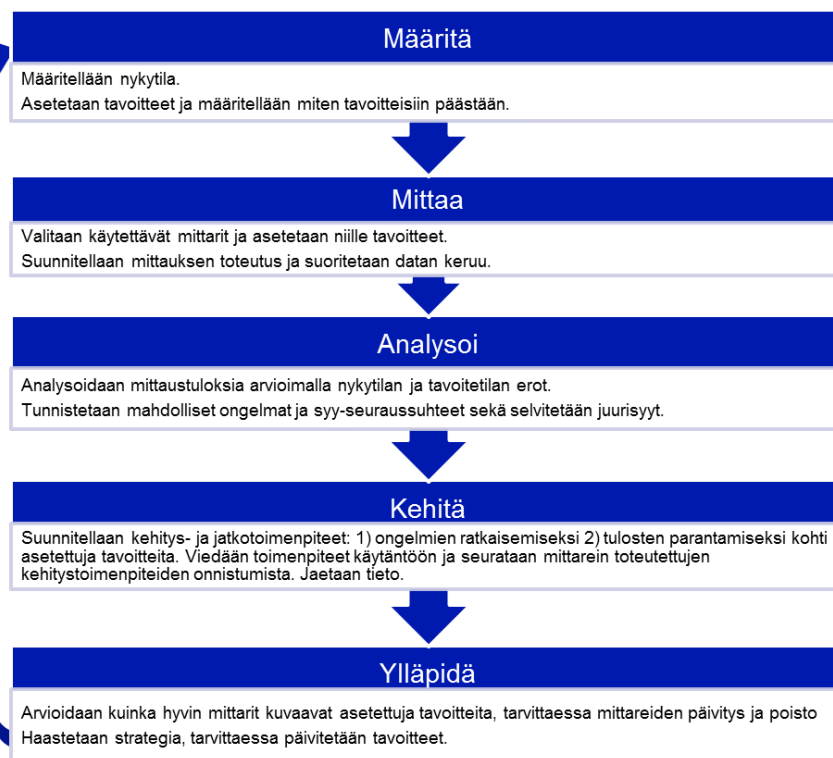 Määritä
Määritellään nykytila.
Asetetaan tavoitteet ja määritellään miten tavoitteisiin päästään.
Mittaa
Valitaan käytettävät mittarit ja asetetaan niille tavoitteet.
Suunnitellaan mittauksen toteutus ja suoritetaan datan keruu.
Analysoi
Analysoidaan mittaustuloksia arvioimalla nykytilan ja tavoitetilan erot.
Tunnistetaan mahdolliset ongelmat ja syy-seuraussuhteet sekä selvitetään juurisyyt.
Kehitä
Suunnitellaan kehitys- ja jatkotoimenpiteet: 1) ongelmien ratkaisemiseksi 2) tulosten parantamiseksi kohti
asetettuja tavoitteita. Viedään toimenpiteet käytäntöön ja seurataan mittarein toteutettujen
kehitystoimenpiteiden onnistumista. Jaetaan tieto.
Ylläpidä
Arvioidaan kuinka hyvin mittarit kuvaavat asetettuja tavoitteita, tarvittaessa mittareiden päivitys ja poisto
Haastetaan strategia, tarvittaessa päivitetään tavoitteet.